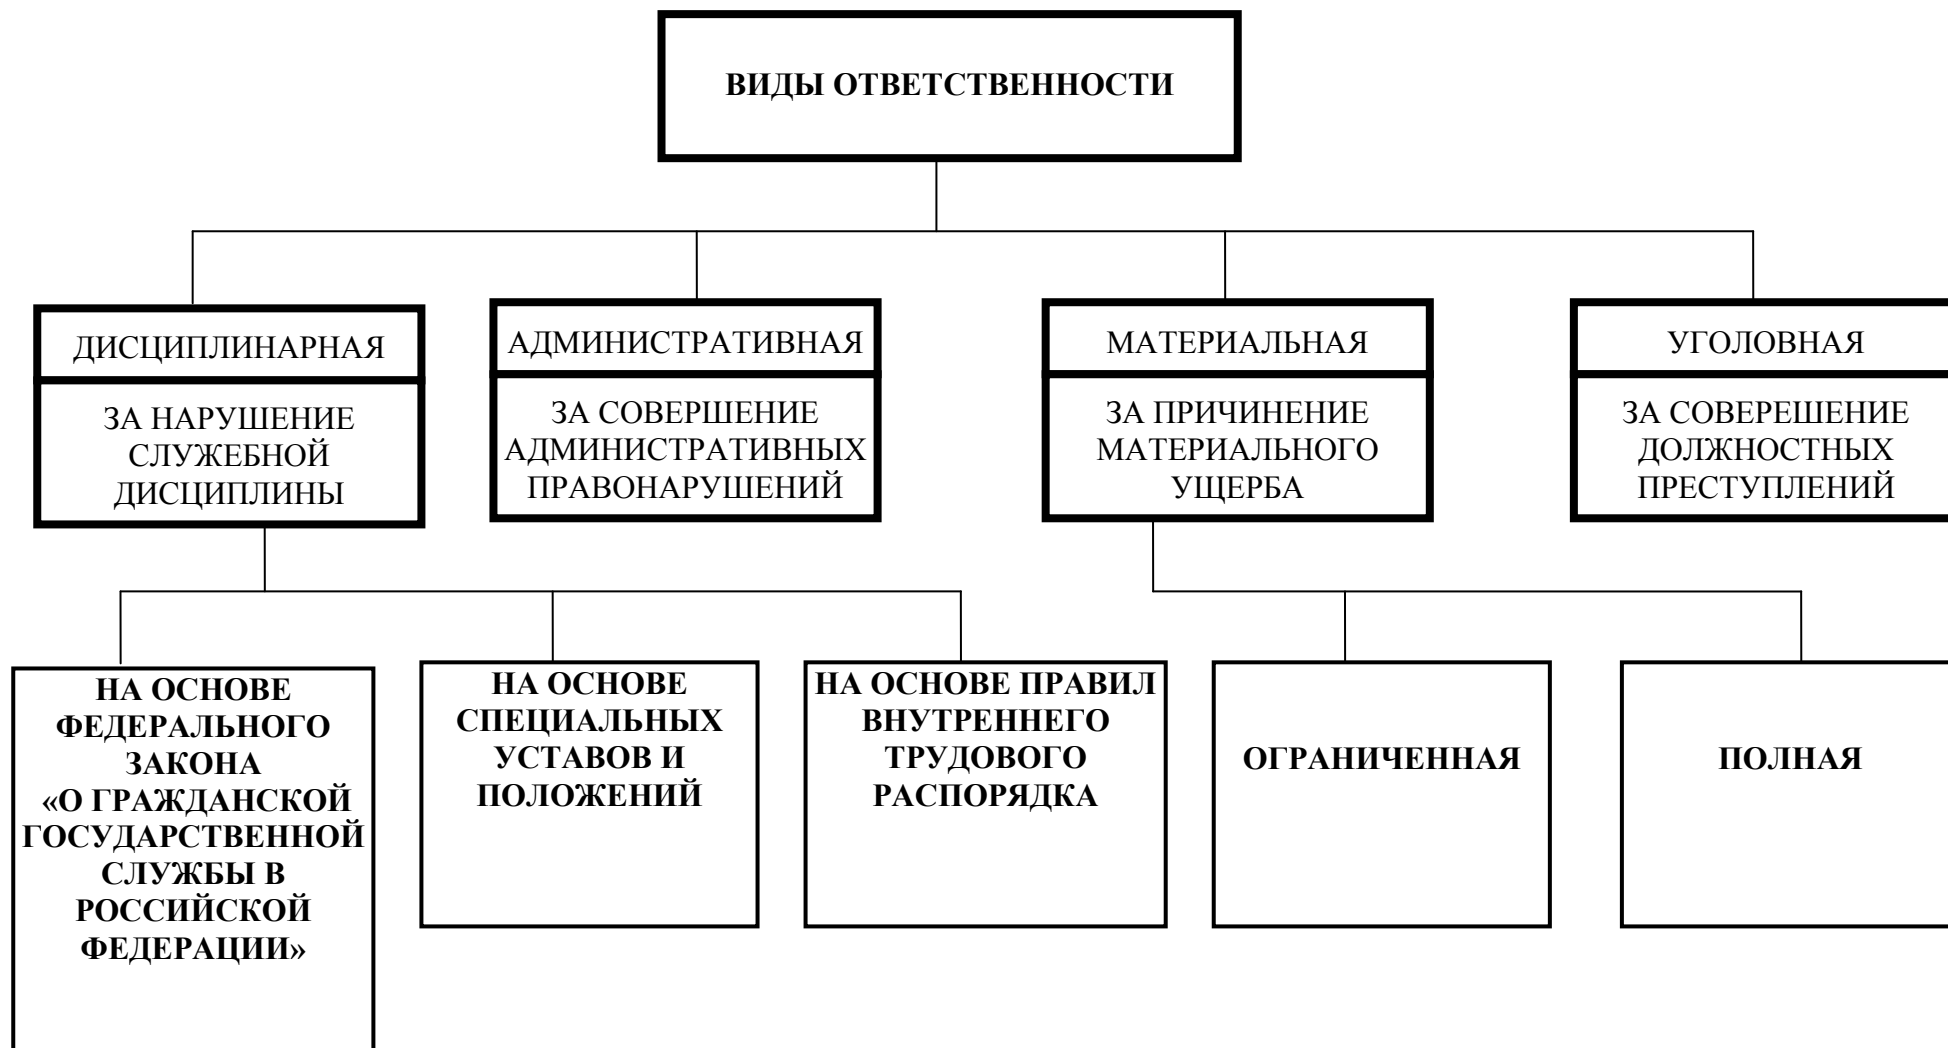 ВИДЫ ОТВЕТСТВЕННОСТИ
ДИСЦИПЛИНАРНАЯ
ЗА НАРУШЕНИЕ
СЛУЖЕБНОЙ
ДИСЦИПЛИНЫ
АДМИНИСТРАТИВНАЯ
ЗА СОВЕРШЕНИЕ
АДМИНИСТРАТИВНЫХ
ПРАВОНАРУШЕНИЙ
МАТЕРИАЛЬНАЯ
ЗА ПРИЧИНЕНИЕ
МАТЕРИАЛЬНОГО
УЩЕРБА
УГОЛОВНАЯ
ЗА СОВЕРЕШЕНИЕ
ДОЛЖНОСТНЫХ
ПРЕСТУПЛЕНИЙ
НА ОСНОВЕ
ФЕДЕРАЛЬНОГО
ЗАКОНА
«О ГРАЖДАНСКОЙ
ГОСУДАРСТВЕННОЙ
СЛУЖБЫ В
РОССИЙСКОЙ
ФЕДЕРАЦИИ»
НА ОСНОВЕ
СПЕЦИАЛЬНЫХ
УСТАВОВ И
ПОЛОЖЕНИЙ
НА ОСНОВЕ ПРАВИЛ
ВНУТРЕННЕГО
ТРУДОВОГО
РАСПОРЯДКА
ОГРАНИЧЕННАЯ
ПОЛНАЯ